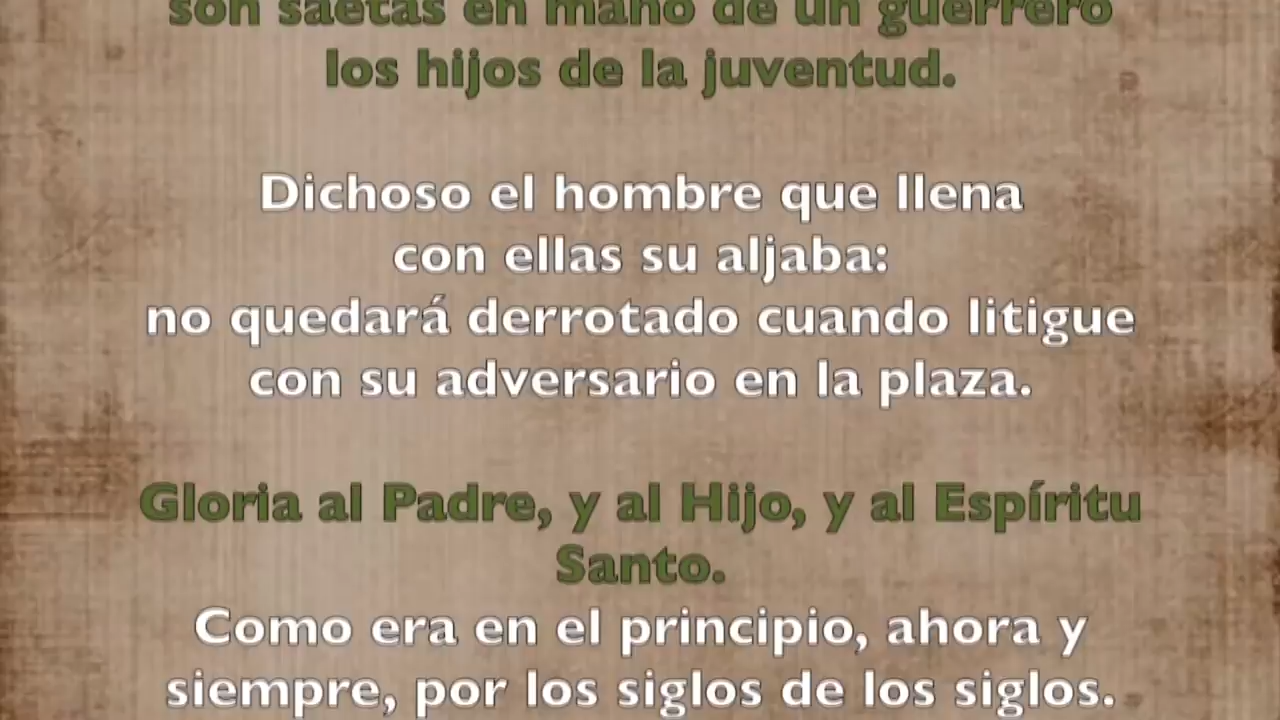 son saetas en mano de un guerrero
los hijos de la juventud.
Dichoso el hombre que llena
con ellas su aljaba:
no quedará derrotado cuando litigue
con su adversario en la plaza.
Gloria al Padre, y al Hijo, y al Espíritu
Santo.
Como era en el principio, ahora y
siempre, por los siglos de los siglos.